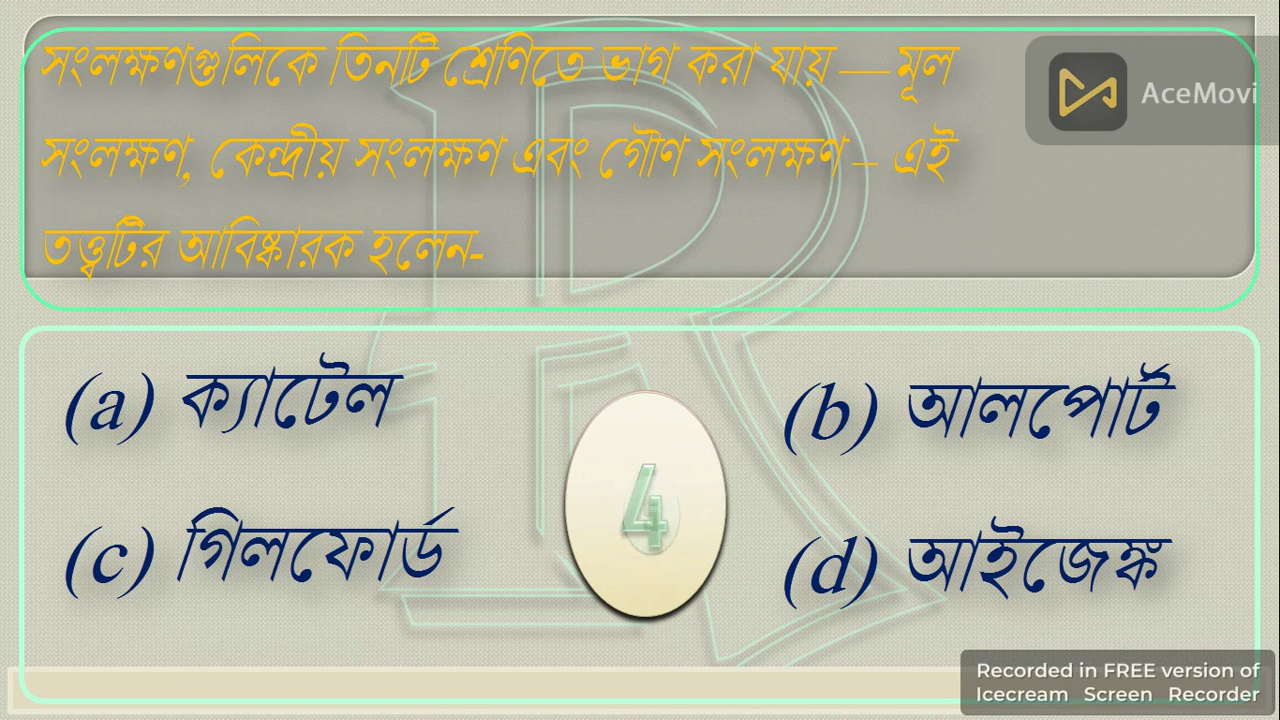 সংলক্ষণগুলিকে তিনটি শ্রেণিতে ভাগ করা যায় — মূল
সংলক্ষণ, কেন্দ্রীয় সংলক্ষণ এবং গৌণ সংলক্ষণ – এই
তত্ত্বটির আবিষ্কারক হলেন-
AceMovi
(a) ক্যাটেল
(b) আলপোর্ট
4
(c) গিলফোর্ড
(d) আইজেঙ্ক
Recorded in FREE version of
Icecream Screen Recorder